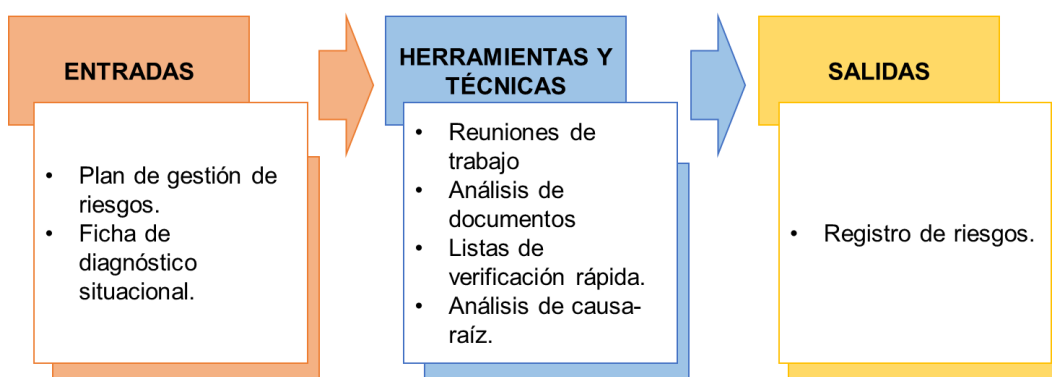 ENTRADAS
• Plan de gestión de
riesgos.
• Ficha de
diagnóstico
situacional.
HERRAMIENTAS Y
TÉCNICAS
• Reuniones de
trabajo
• Análisis de
documentos
• Listas de
verificación rápida.
• Análisis de causa-
raíz.
SALIDAS
• Registro de riesgos.